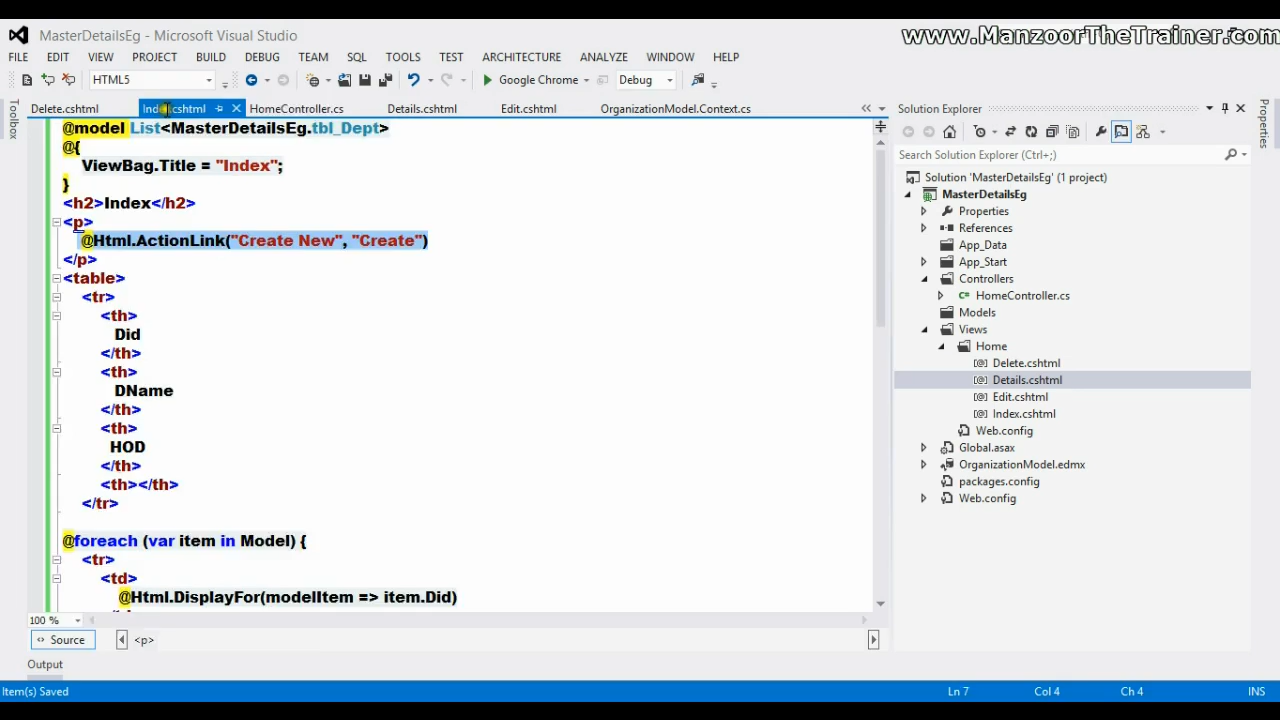 MasterDetailsEg - Microsoft Visual Studio
www.ManzoorTheTrainer.com
FILE EDIT VIEW PROJECT BUILD DEBUG TEAM SQL TOOLS TEST ARCHITECTURE ANALYZE WINDOW HELP
HTML5 Google Chrome Debug
Delete.cshtml Index.cshtml HomeController.cs Details.cshtml Edit.cshtml OrganizationModel.Context.cs
Toolbox
@model List<MasterDetailsEg.tbl_Dept>
@{
ViewBag.Title = "Index";
}
<h2>Index</h2>
<p>
@Html.ActionLink("Create New", "Create")
</p>
<table>
<tr>
<th>
Did
</th>
<th>
DName
</th>
<th>
HOD
</th>
<th></th>
</tr>
@foreach (var item in Model) {
<tr>
<td>
@Html.DisplayFor(modelItem => item.Did)
100 %
Source <p>
Output
Solution Explorer
Search Solution Explorer (Ctrl+;)
Solution 'MasterDetailsEg' (1 project)
MasterDetailsEg
Properties
References
App_Data
App_Start
Controllers
C# HomeController.cs
Models
Views
Home
[@] Delete.cshtml
[@] Details.cshtml
[@] Edit.cshtml
[@] Index.cshtml
Web.config
Global.asax
OrganizationModel.edmx
packages.config
Web.config
Properties
Item(s) Saved Ln 7 Col 4 Ch 4 INS